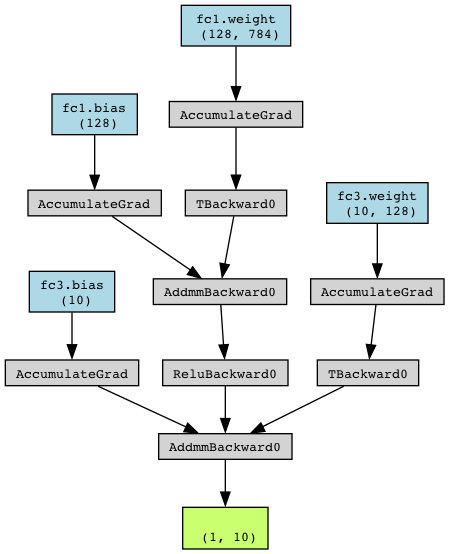 fc1.weight
(128, 784)
fc1.bias
(128)
AccumulateGrad
AccumulateGrad
TBackward0
fc3.weight
(10, 128)
fc3.bias
(10)
AddmmBackward0
AccumulateGrad
AccumulateGrad
ReluBackward0
TBackward0
AddmmBackward0
(1, 10)